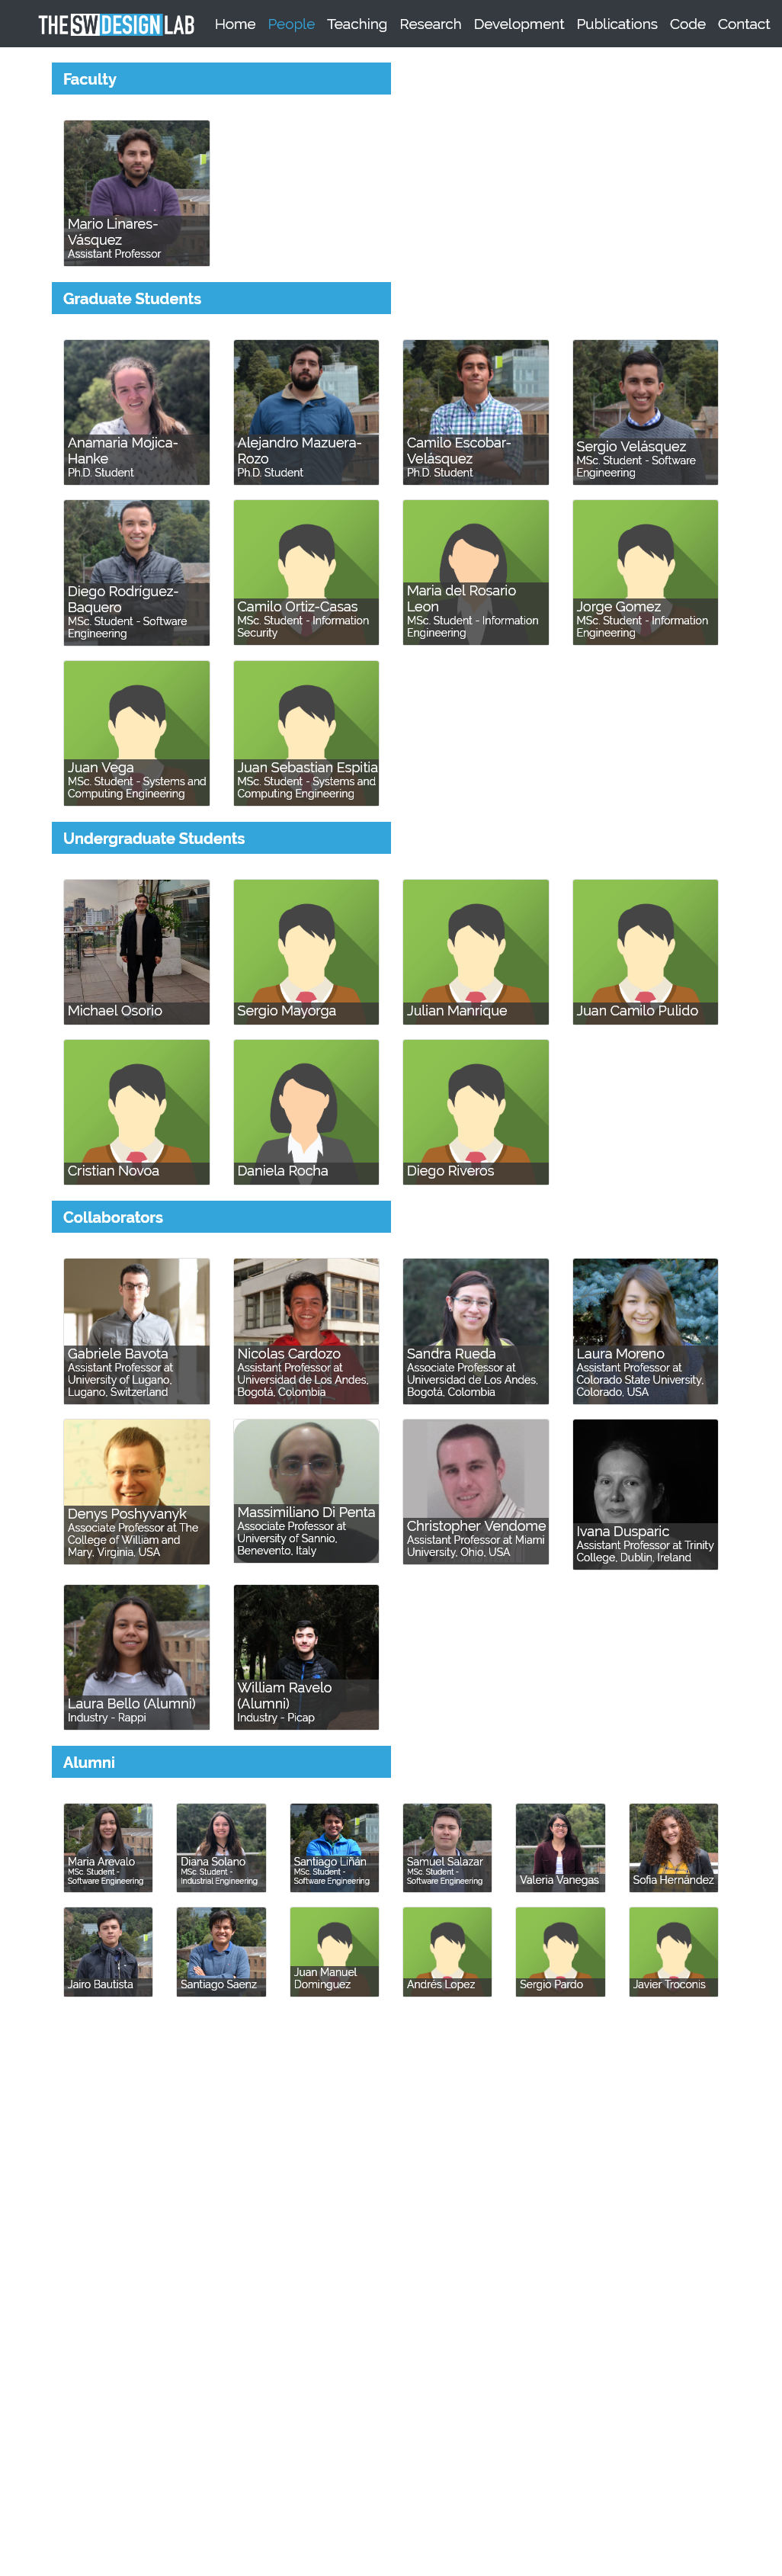 THE SW DESIGN LAB
Home People Teaching Research Development Publications Code Contact
Faculty
Mario Linares-
Vásquez
Assistant Professor
Graduate Students
Anamaria Mojica-
Hanke
Ph.D. Student
Alejandro Mazuera-
Rozo
Ph.D. Student
Camilo Escobar-
Velásquez
Ph.D. Student
Sergio Velásquez
MSc. Student - Software
Engineering
Diego Rodríguez-
Baquero
MSc. Student - Software
Engineering
Camilo Ortiz-Casas
MSc. Student - Information
Security
Maria del Rosario
Leon
MSc. Student - Information
Engineering
Jorge Gomez
MSc. Student - Information
Engineering
Juan Vega
MSc. Student - Systems and
Computing Engineering
Juan Sebastian Espitia
MSc. Student - Systems and
Computing Engineering
Undergraduate Students
Michael Osorio
Sergio Mayorga
Julian Manrique
Juan Camilo Pulido
Cristian Novoa
Daniela Rocha
Diego Riveros
Collaborators
Gabriele Bavota
Assistant Professor at
University of Lugano,
Lugano, Switzerland
Nicolas Cardozo
Assistant Professor at
Universidad de Los Andes,
Bogotá, Colombia
Sandra Rueda
Associate Professor at
Universidad de Los Andes,
Bogotá, Colombia
Laura Moreno
Assistant Professor at
Colorado State University,
Colorado, USA
Denys Poshyvanyk
Associate Professor at The
College of William and
Mary, Virginia, USA
Massimiliano Di Penta
Associate Professor at
University of Sannio,
Benevento, Italy
Christopher Vendome
Assistant Professor at Miami
University, Ohio, USA
Ivana Dusparic
Assistant Professor at Trinity
College, Dublin, Ireland
Laura Bello (Alumni)
Industry - Rappi
William Ravelo
(Alumni)
Industry - Picap
Alumni
Maria Arevalo
MSc. Student -
Software Engineering
Diana Solano
MSc. Student -
Industrial Engineering
Santiago Liñán
MSc. Student -
Software Engineering
Samuel Salazar
MSc. Student -
Software Engineering
Valeria Vanegas
Sofia Hernández
Jairo Bautista
Santiago Saenz
Juan Manuel
Dominguez
Andrés Lopez
Sergio Pardo
Javier Troconis